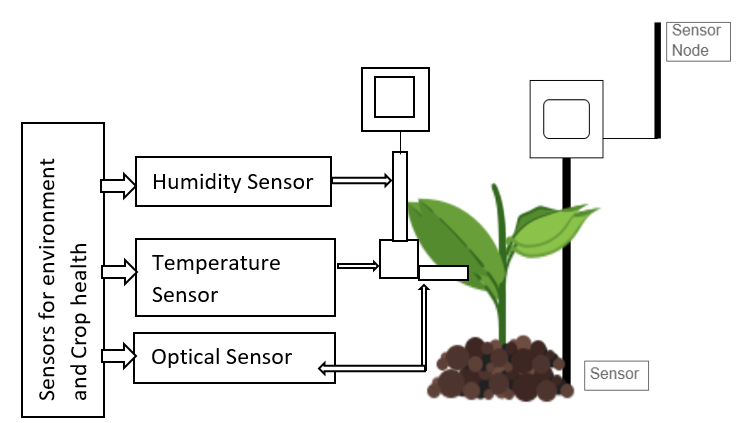 Sensor
Node
Sensors for environment
and Crop health
Humidity Sensor
Temperature
Sensor
Optical Sensor
Sensor